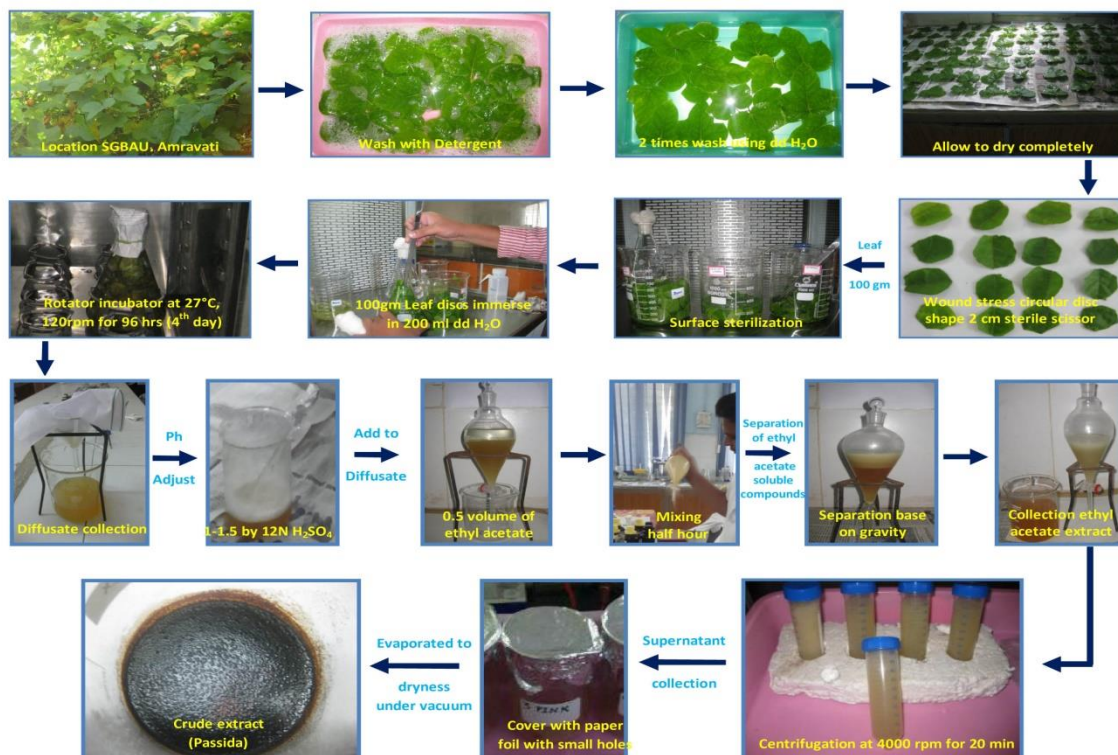 Location SGBAU, Amravati
Wash with Detergent
2 times wash using dd H₂O
Allow to dry completely
Wound stress circular disc
shape 2 cm sterile scissor
Leaf
100 gm
Surface sterilization
100gm Leaf discs immerse
in 200 ml dd H₂O
Rotator incubator at 27°C,
120rpm for 96 hrs (4th day)
Diffusate collection
Ph
Adjust
1-1.5 by 12N H₂SO₄
Add to
Diffusate
0.5 volume of
ethyl acetate
Mixing
half hour
Separation
of ethyl
acetate
soluble
compounds
Separation base
on gravity
Collection ethyl
acetate extract
Centrifugation at 4000 rpm for 20 min
Supernatant
collection
Cover with paper
foil with small holes
Evaporated to
dryness
under vacuum
Crude extract
(Passida)